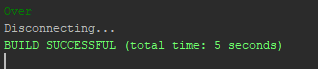 Over
Disconnecting...
BUILD SUCCESSFUL (total time: 5 seconds)